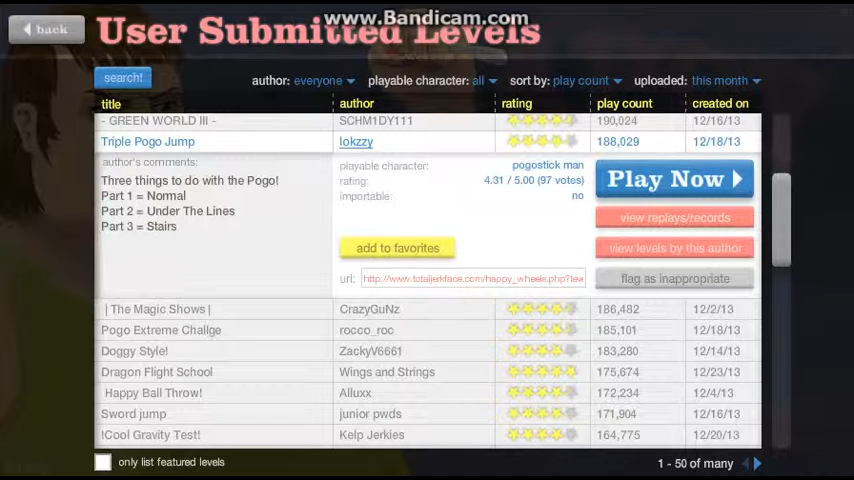 www.Bandicam.com
back
User Submitted Levels
search!
author: everyone playable character: all sort by: play count uploaded: this month
title author rating play count created on
- GREEN WORLD III - SCHM1DY111 190,024 12/16/13
Triple Pogo Jump lokzzy 188,029 12/18/13
author's comments:
Three things to do with the Pogo!
Part 1 = Normal
Part 2 = Under The Lines
Part 3 = Stairs
playable character: pogostick man
rating: 4.31 / 5.00 (97 votes)
importable: no
add to favorites
url: http://www.totaljerkface.com/happy_wheels.php?lev
Play Now
view replays/records
view levels by this author
flag as inappropriate
| The Magic Shows | CrazyGuNz 186,482 12/2/13
Pogo Extreme Challge rocco_roc 185,101 12/18/13
Doggy Style! ZackyV6661 183,280 12/14/13
Dragon Flight School Wings and Strings 175,674 12/23/13
Happy Ball Throw! Alluxx 172,234 12/4/13
Sword jump junior pwds 171,904 12/16/13
!Cool Gravity Test! Kelp Jerkies 164,775 12/20/13
only list featured levels
1 - 50 of many